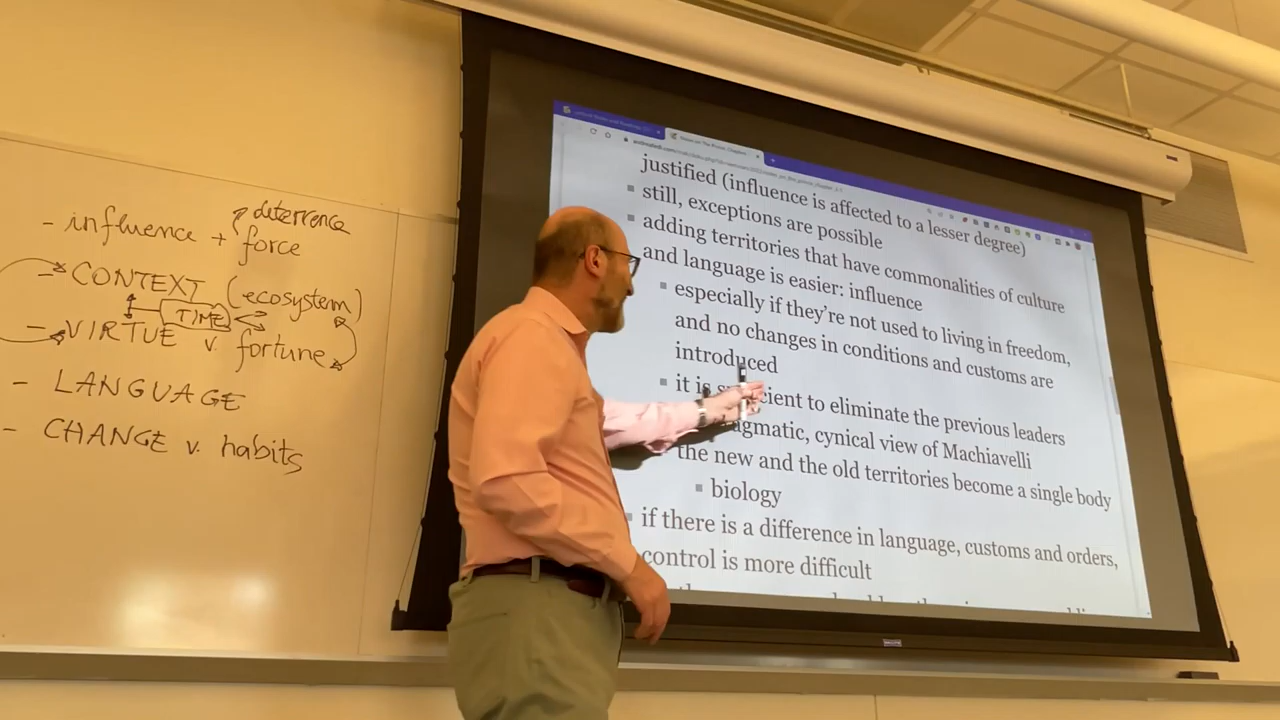 - influence + force
deterrence
- CONTEXT (ecosystem)
TIME
- VIRTUE v. fortune
- LANGUAGE
- CHANGE v. habits
justified (influence is affected to a lesser degree)
still, exceptions are possible
adding territories that have commonalities of culture
and language is easier: influence
especially if they're not used to living in freedom,
and no changes in conditions and customs are
introduced
it is to eliminate the previous leaders
cynical view of Machiavelli
the new and the old territories become a single body
biology
if there is a difference in language, customs and orders,
control is more difficult